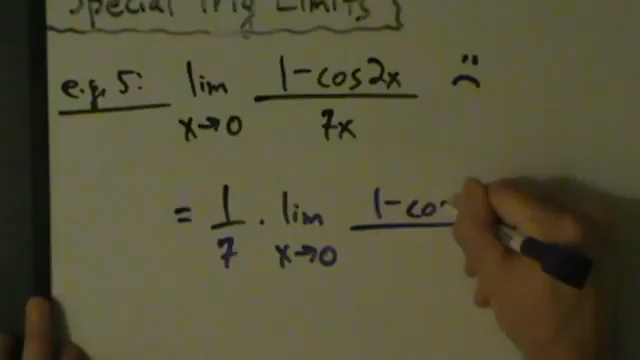 Special Trig Limits
e.g. 5: lim x→0 1-cos2x / 7x
= 1/7 · lim x→0 1-co